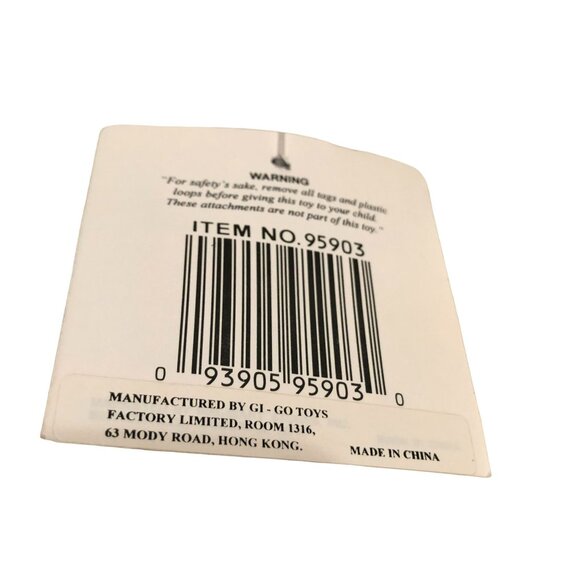 WARNING
"For safety's sake, remove all tags and plastic
loops before giving this toy to your child.
These attachments are not part of this toy."
ITEM NO. 95903
0 93905 95903 0
MANUFACTURED BY GI - GO TOYS
FACTORY LIMITED, ROOM 1316,
63 MODY ROAD, HONG KONG.
MADE IN CHINA